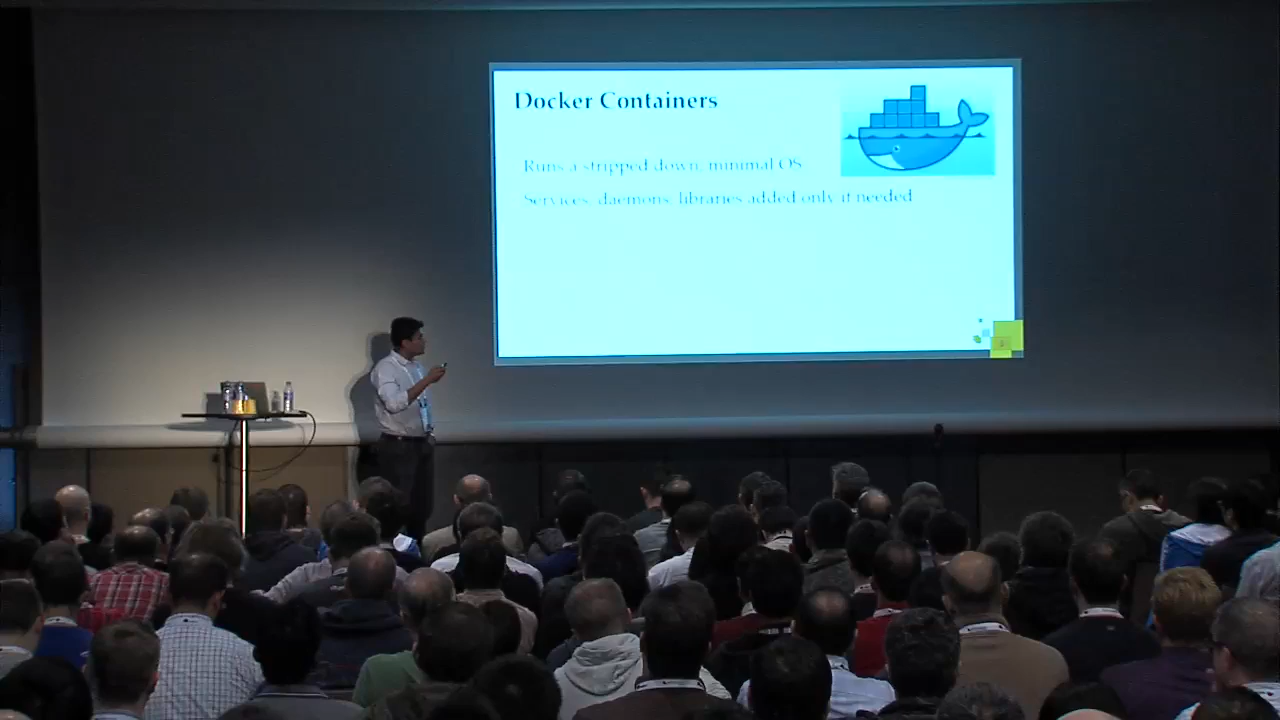 Docker Containers
Runs a stripped down, minimal OS
Services, daemons, libraries added only if needed